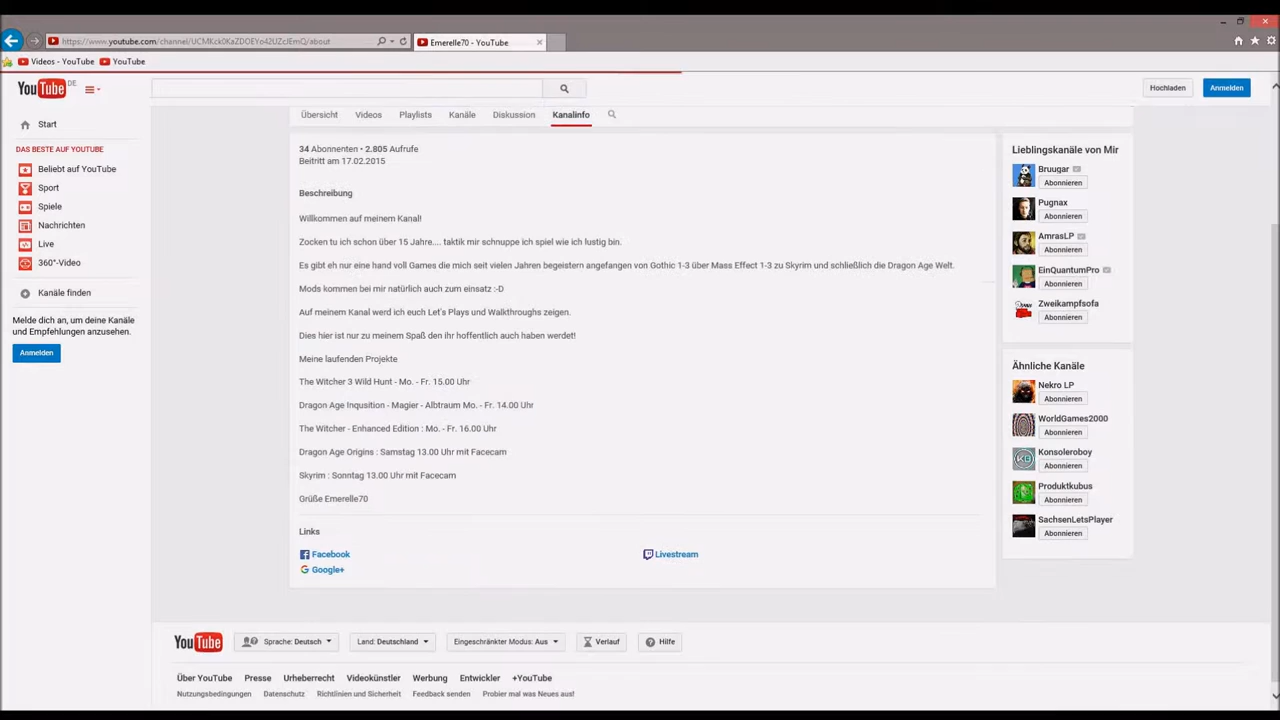 https://www.youtube.com/channel/UCMKck0KaZDOEYo42UZcJEmQ/about
Emerelle70 - YouTube
Videos - YouTube
YouTube
YouTube DE
Hochladen
Anmelden
Übersicht
Videos
Playlists
Kanäle
Diskussion
Kanalinfo
Start
DAS BESTE AUF YOUTUBE
Beliebt auf YouTube
Sport
Spiele
Nachrichten
Live
360°-Video
Kanäle finden
Melde dich an, um deine Kanäle
und Empfehlungen anzusehen.
Anmelden
34 Abonnenten • 2.805 Aufrufe
Beitritt am 17.02.2015
Beschreibung
Willkommen auf meinem Kanal!
Zocken tu ich schon über 15 Jahre.... taktik mir schnuppe ich spiel wie ich lustig bin.
Es gibt eh nur eine hand voll Games die mich seit vielen Jahren begeistern angefangen von Gothic 1-3 über Mass Effect 1-3 zu Skyrim und schließlich die Dragon Age Welt.
Mods kommen bei mir natürlich auch zum einsatz :-D
Auf meinem Kanal werd ich euch Let's Plays und Walkthroughs zeigen.
Dies hier ist nur zu meinem Spaß den ihr hoffentlich auch haben werdet!
Meine laufenden Projekte
The Witcher 3 Wild Hunt - Mo. - Fr. 15.00 Uhr
Dragon Age Inqusition - Magier - Albtraum Mo. - Fr. 14.00 Uhr
The Witcher - Enhanced Edition : Mo. - Fr. 16.00 Uhr
Dragon Age Origins : Samstag 13.00 Uhr mit Facecam
Skyrim : Sonntag 13.00 Uhr mit Facecam
Grüße Emerelle70
Links
Facebook
Livestream
Google+
Lieblingskanäle von Mir
Bruugar
Abonnieren
Pugnax
Abonnieren
AmrasLP
Abonnieren
EinQuantumPro
Abonnieren
Zweikampfsofa
Abonnieren
Ähnliche Kanäle
Nekro LP
Abonnieren
WorldGames2000
Abonnieren
Konsoleroboy
Abonnieren
Produktkubus
Abonnieren
SachsenLetsPlayer
Abonnieren
YouTube
Sprache: Deutsch
Land: Deutschland
Eingeschränkter Modus: Aus
Verlauf
Hilfe
Über YouTube
Presse
Urheberrecht
Videokünstler
Werbung
Entwickler
+YouTube
Nutzungsbedingungen
Datenschutz
Richtlinien und Sicherheit
Feedback senden
Probier mal was Neues aus!